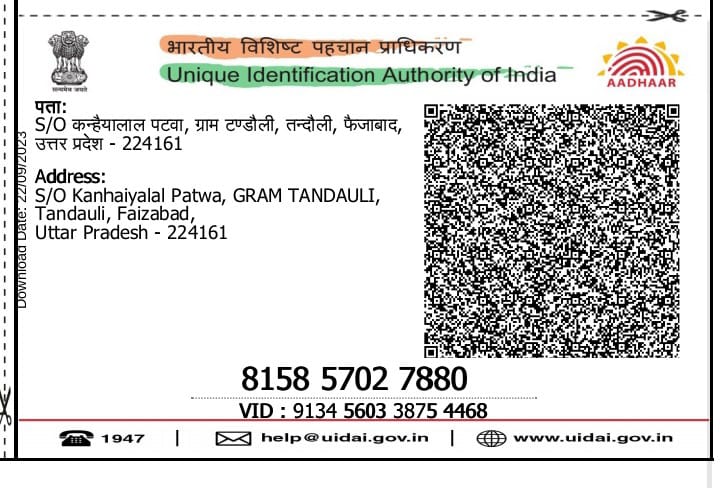 भारतीय विशिष्ट पहचान प्राधिकरण
Unique Identification Authority of India
सत्यमेव जयते
AADHAAR
पता:
S/O कन्हैयालाल पटवा, ग्राम टण्डौली, तन्दौली, फैजाबाद,
उत्तर प्रदेश - 224161
Address:
S/O Kanhaiyalal Patwa, GRAM TANDAULI,
Tandauli, Faizabad,
Uttar Pradesh - 224161
Download Date: 22/09/2023
8158 5702 7880
VID : 9134 5603 3875 4468
1947 | help@uidai.gov.in | www.uidai.gov.in